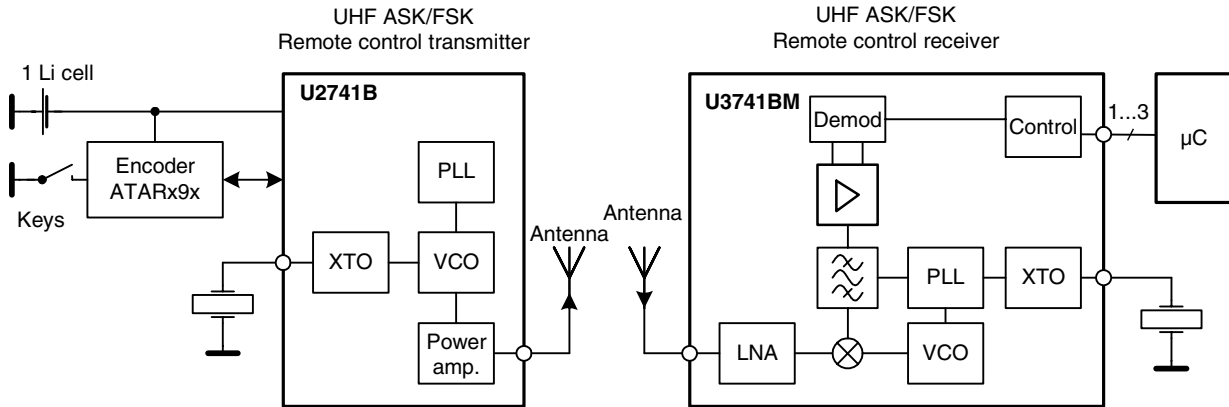 UHF ASK/FSK
Remote control transmitter
1 Li cell
U2741B
Encoder
ATARx9x
Keys
PLL
XTO
VCO
Power
amp.
Antenna
UHF ASK/FSK
Remote control receiver
Antenna
U3741BM
Demod
Control
1...3
µC
PLL
XTO
LNA
VCO